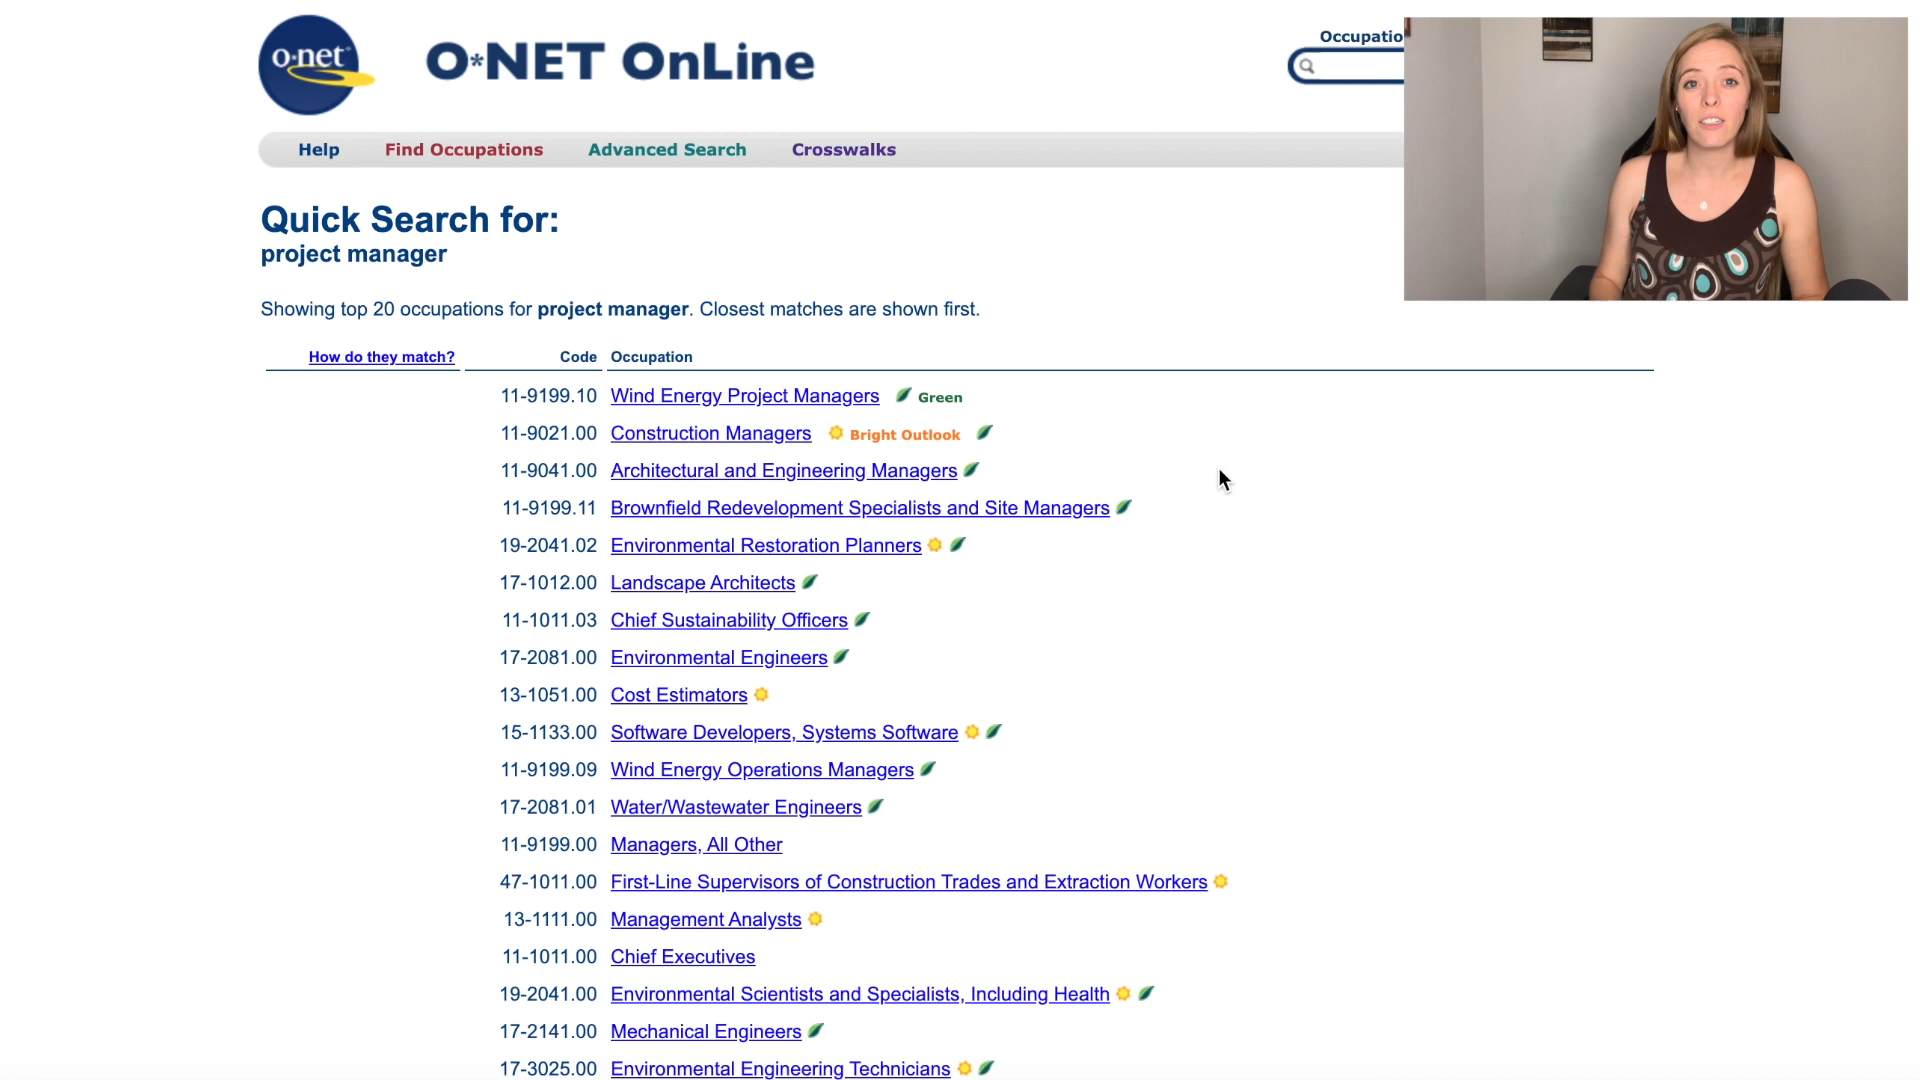 o·net
O*NET OnLine
Occupatio
Help Find Occupations Advanced Search Crosswalks
Quick Search for:
project manager
Showing top 20 occupations for project manager. Closest matches are shown first.
How do they match? Code Occupation
11-9199.10 Wind Energy Project Managers Green
11-9021.00 Construction Managers Bright Outlook
11-9041.00 Architectural and Engineering Managers
11-9199.11 Brownfield Redevelopment Specialists and Site Managers
19-2041.02 Environmental Restoration Planners
17-1012.00 Landscape Architects
11-1011.03 Chief Sustainability Officers
17-2081.00 Environmental Engineers
13-1051.00 Cost Estimators
15-1133.00 Software Developers, Systems Software
11-9199.09 Wind Energy Operations Managers
17-2081.01 Water/Wastewater Engineers
11-9199.00 Managers, All Other
47-1011.00 First-Line Supervisors of Construction Trades and Extraction Workers
13-1111.00 Management Analysts
11-1011.00 Chief Executives
19-2041.00 Environmental Scientists and Specialists, Including Health
17-2141.00 Mechanical Engineers
17-3025.00 Environmental Engineering Technicians